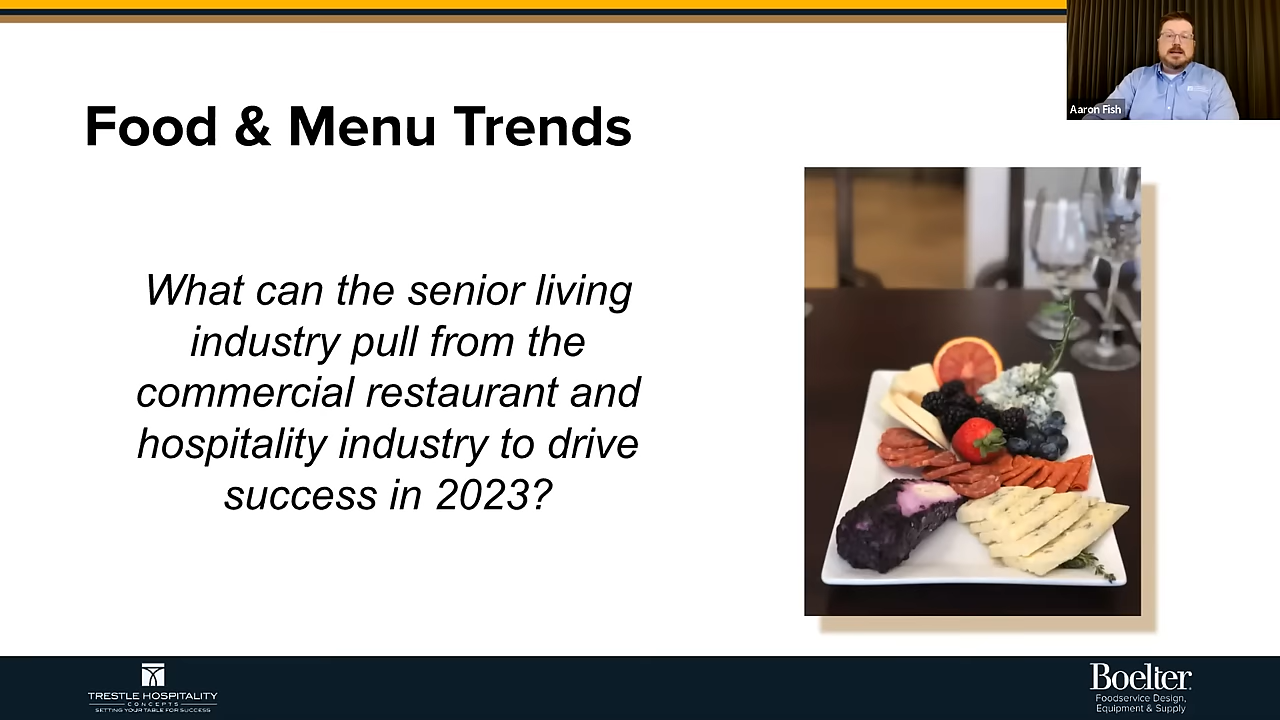 Food & Menu Trends
Aaron Fish
What can the senior living
industry pull from the
commercial restaurant and
hospitality industry to drive
success in 2023?
TRESTLE HOSPITALITY
CONCEPTS
SETTING YOUR TABLE FOR SUCCESS
Boelter
Foodservice Design,
Equipment & Supply